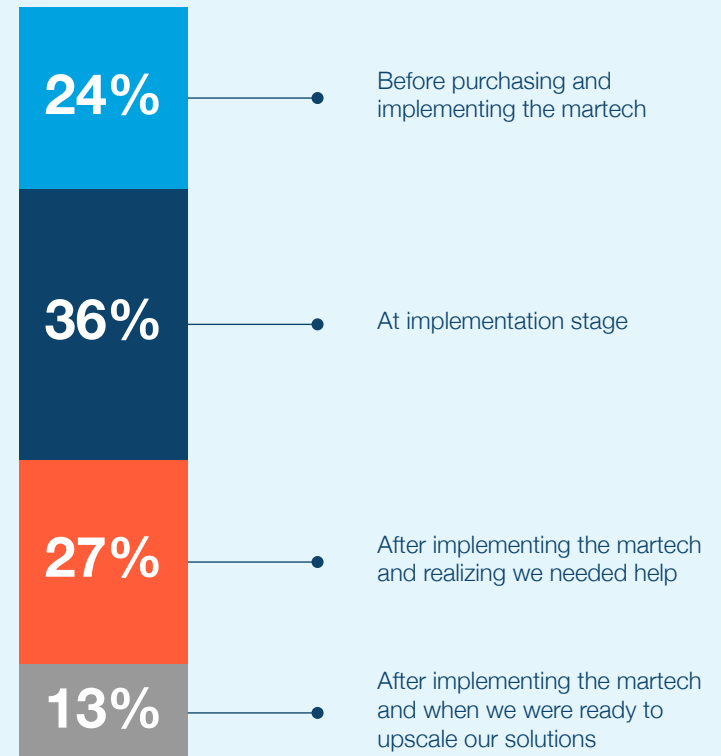 24%
Before purchasing and
implementing the martech
36%
At implementation stage
27%
After implementing the martech
and realizing we needed help
13%
After implementing the martech
and when we were ready to
upscale our solutions